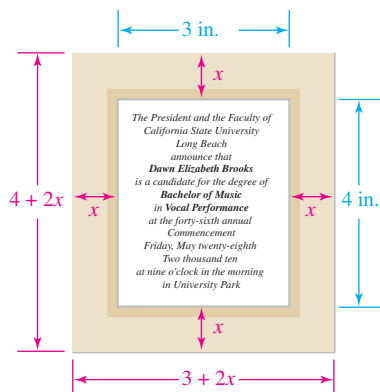 3 in.
x
The President and the Faculty of
California State University
Long Beach
announce that
Dawn Elizabeth Brooks
is a candidate for the degree of
Bachelor of Music
in Vocal Performance
at the forty-sixth annual
Commencement
Friday, May twenty-eighth
Two thousand ten
at nine o'clock in the morning
in University Park
4 + 2x
x
x
4 in.
x
3 + 2x